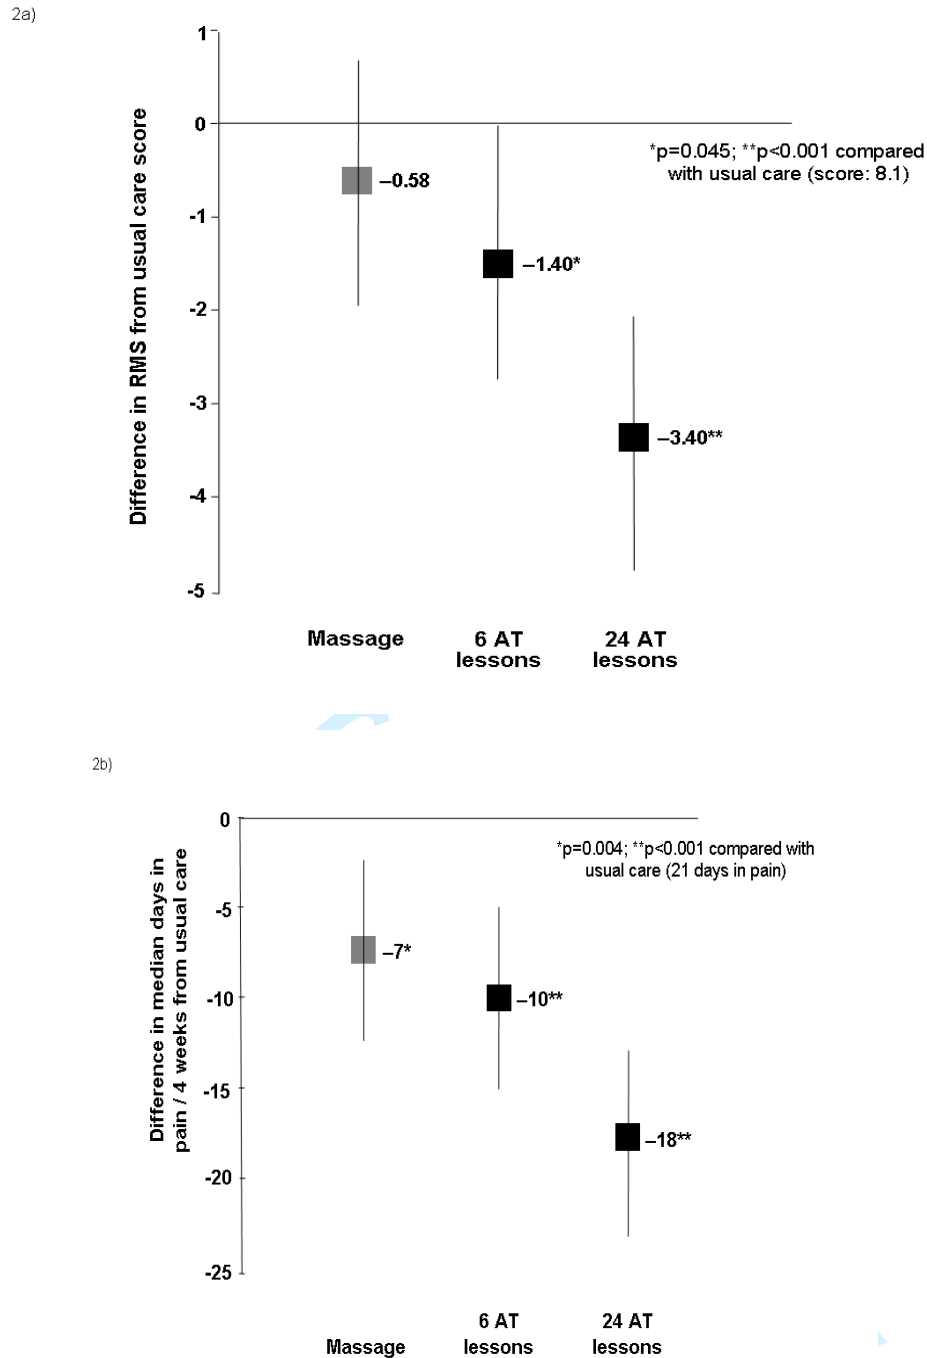 2a)
1
0
-1
-2
-3
-4
-5
Difference in RMS from usual care score
*p=0.045; **p<0.001 compared
with usual care (score: 8.1)
–0.58
–1.40*
–3.40**
Massage
6 AT
lessons
24 AT
lessons
2b)
0
-5
-10
-15
-20
-25
Difference in median days in
pain / 4 weeks from usual care
*p=0.004; **p<0.001 compared with
usual care (21 days in pain)
–7*
–10**
–18**
Massage
6 AT
lessons
24 AT
lessons